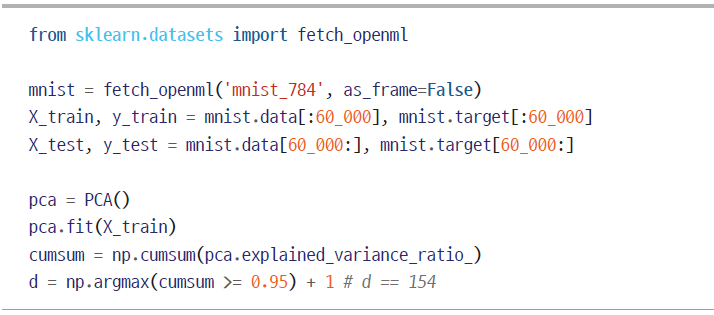 from sklearn.datasets import fetch_openml
mnist = fetch_openml('mnist_784', as_frame=False)
X_train, y_train = mnist.data[:60_000], mnist.target[:60_000]
X_test, y_test = mnist.data[60_000:], mnist.target[60_000:]
pca = PCA()
pca.fit(X_train)
cumsum = np.cumsum(pca.explained_variance_ratio_)
d = np.argmax(cumsum >= 0.95) + 1 # d == 154